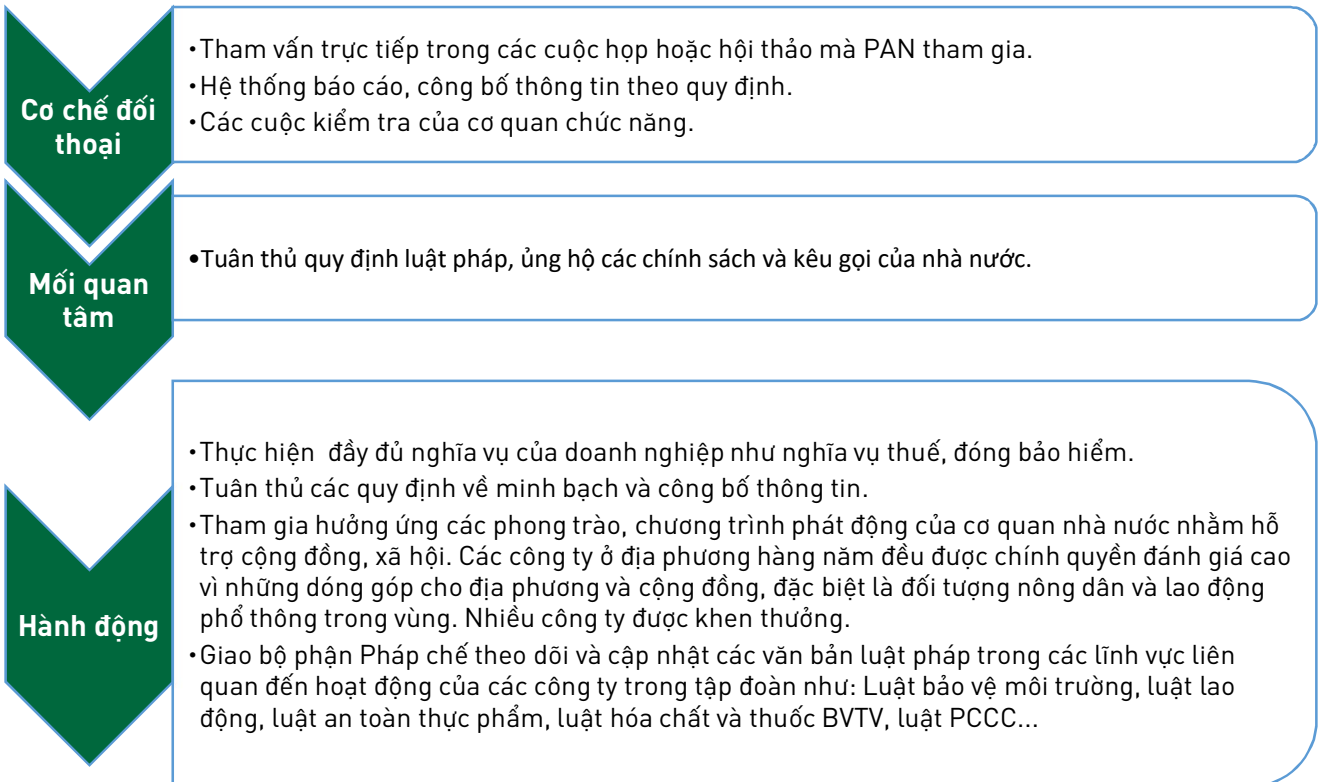 Cơ chế đối
thoại
•Tham vấn trực tiếp trong các cuộc họp hoặc hội thảo mà PAN tham gia.
•Hệ thống báo cáo, công bố thông tin theo quy định.
•Các cuộc kiểm tra của cơ quan chức năng.
Mối quan
tâm
•Tuân thủ quy định luật pháp, ủng hộ các chính sách và kêu gọi của nhà nước.
Hành động
•Thực hiện đầy đủ nghĩa vụ của doanh nghiệp như nghĩa vụ thuế, đóng bảo hiểm.
•Tuân thủ các quy định về minh bạch và công bố thông tin.
•Tham gia hưởng ứng các phong trào, chương trình phát động của cơ quan nhà nước nhằm hỗ
trợ cộng đồng, xã hội. Các công ty ở địa phương hàng năm đều được chính quyền đánh giá cao
vì những dóng góp cho địa phương và cộng đồng, đặc biệt là đối tượng nông dân và lao động
phổ thông trong vùng. Nhiều công ty được khen thưởng.
•Giao bộ phận Pháp chế theo dõi và cập nhật các văn bản luật pháp trong các lĩnh vực liên
quan đến hoạt động của các công ty trong tập đoàn như: Luật bảo vệ môi trường, luật lao
động, luật an toàn thực phẩm, luật hóa chất và thuốc BVTV, luật PCCC...